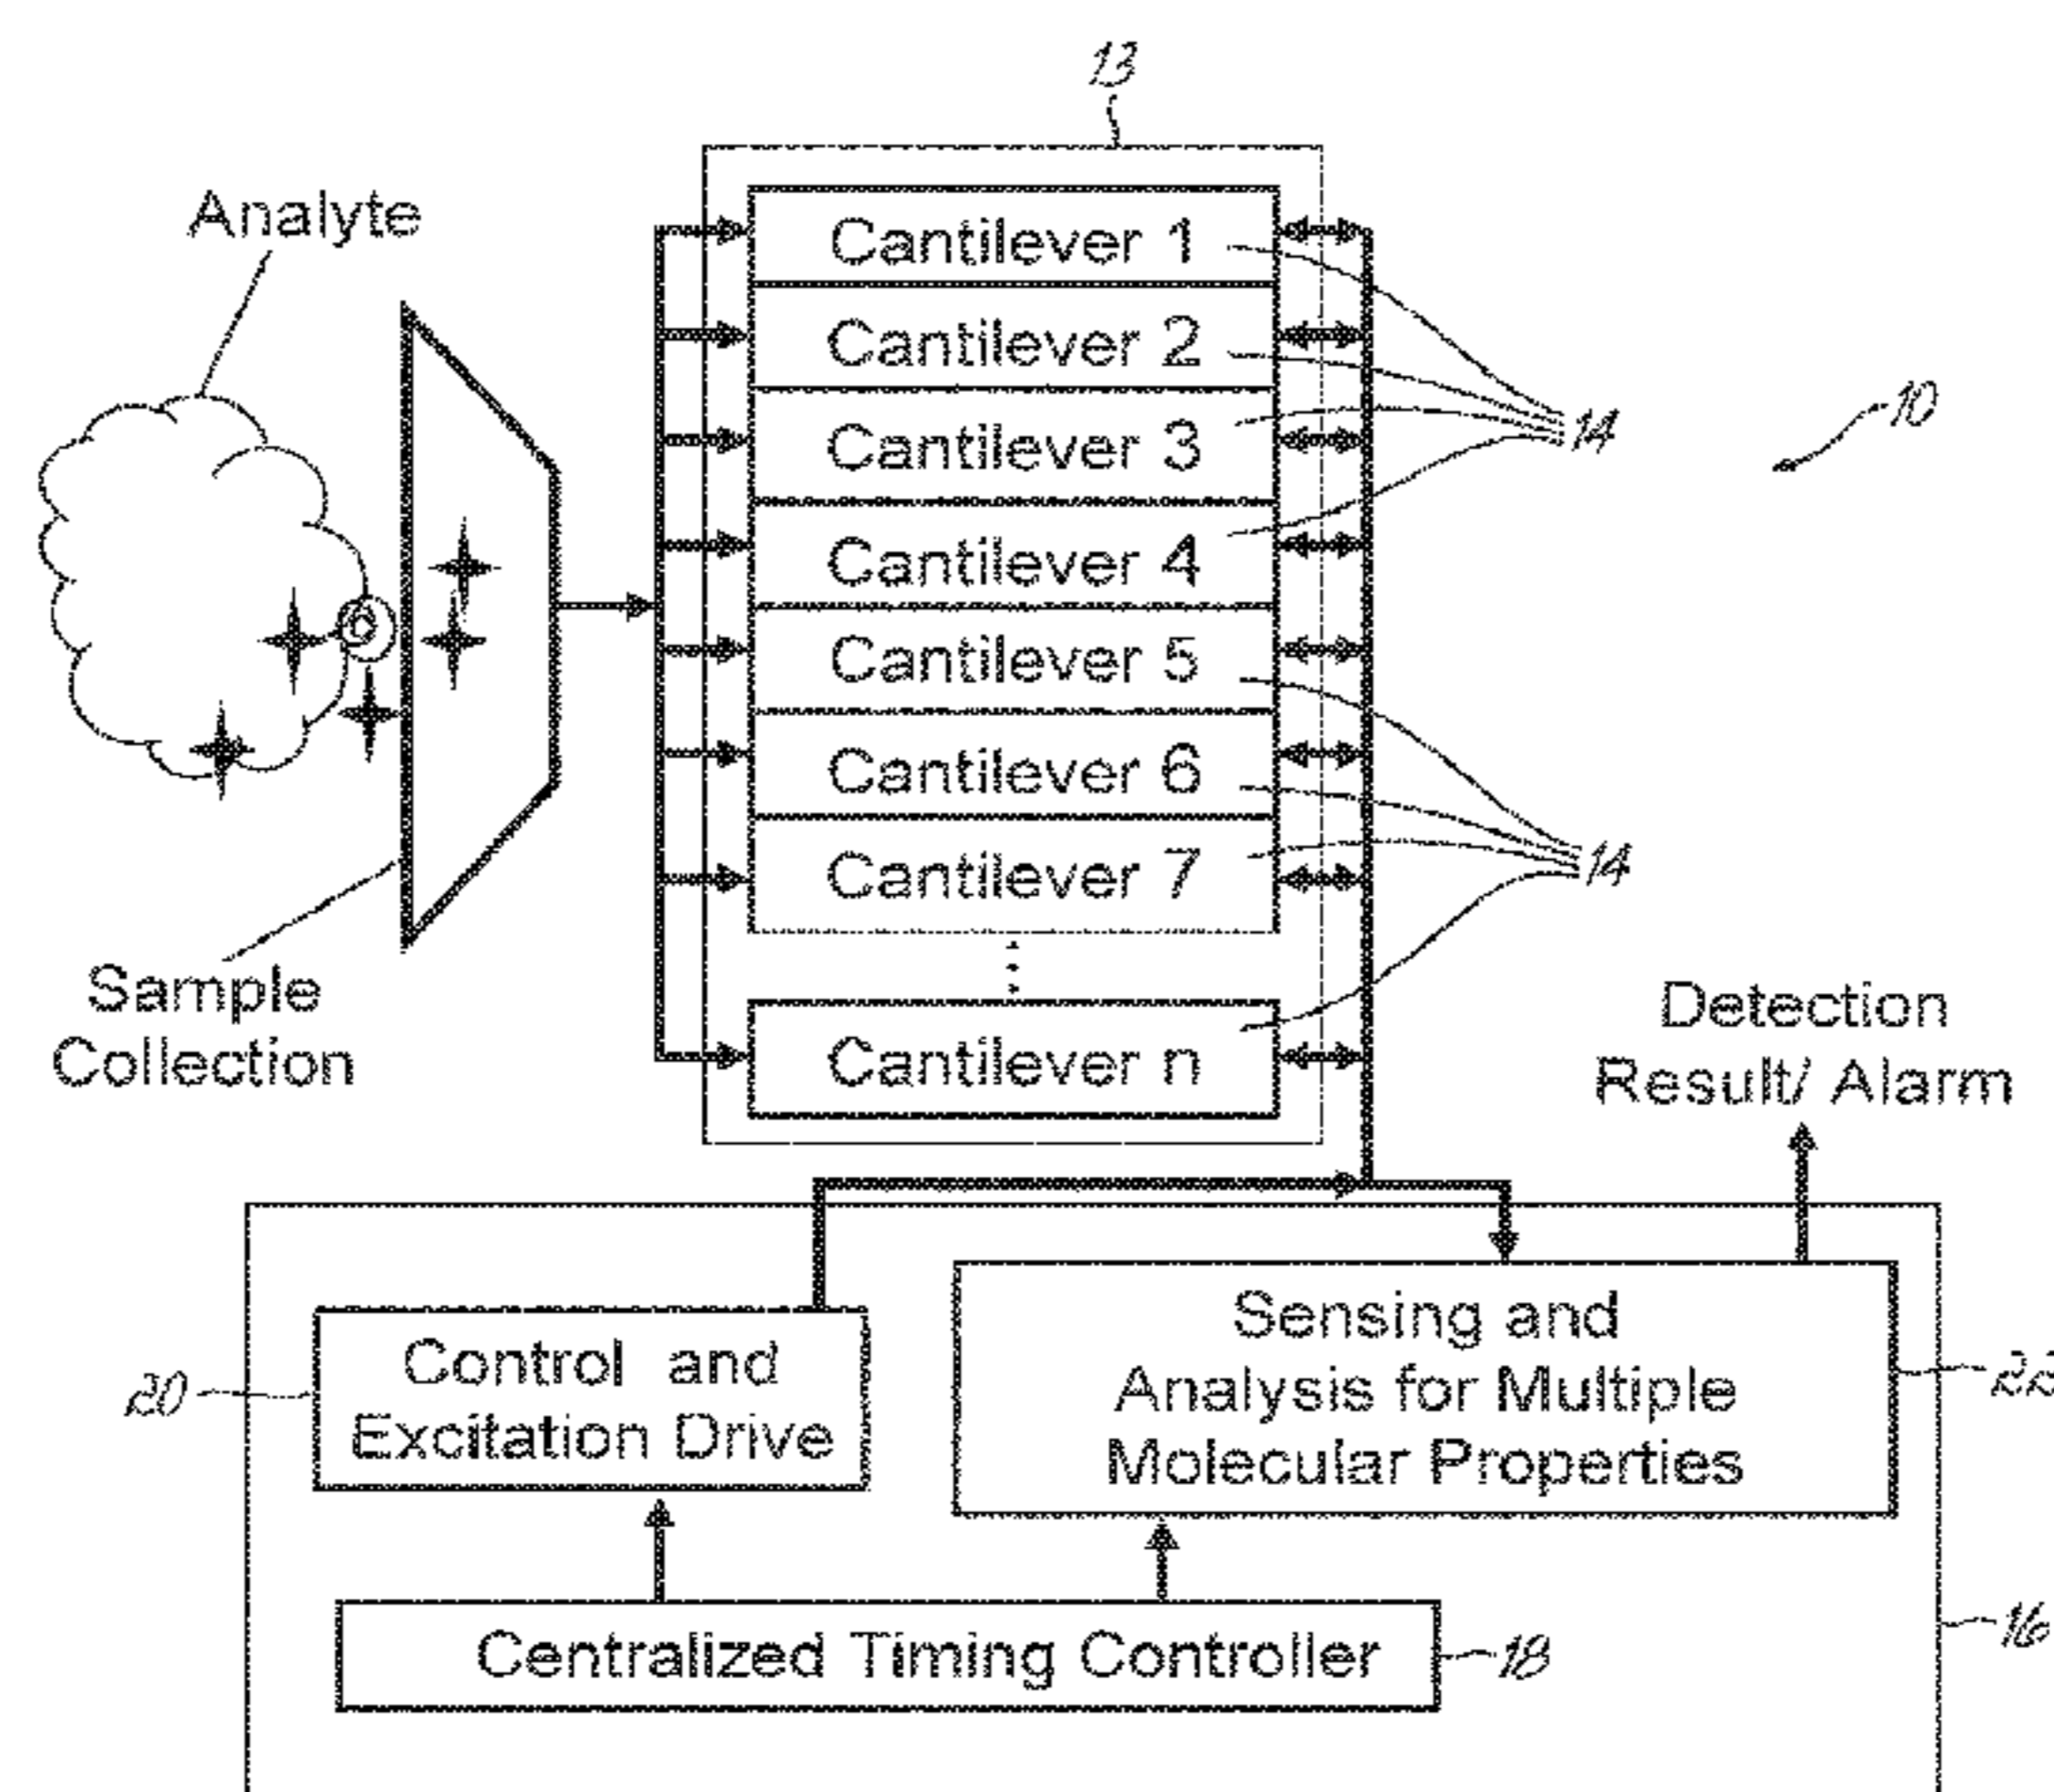 13
Analyte
Cantilever 1
Cantilever 2
Cantilever 3
Cantilever 4
Cantilever 5
Cantilever 6
Cantilever 7
Cantilever n
14
10
14
Sample
Collection
Detection
Result/ Alarm
Control and
Excitation Drive
20
Sensing and
Analysis for Multiple
Molecular Properties
22
Centralized Timing Controller
18
16